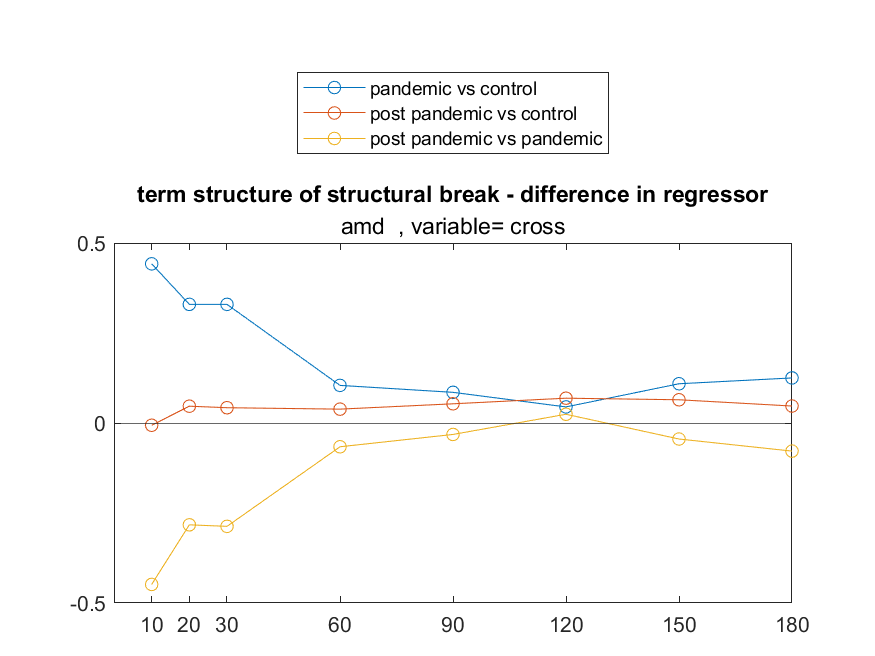 pandemic vs control
post pandemic vs control
post pandemic vs pandemic
term structure of structural break - difference in regressor
amd  , variable= cross
0.5
0
-0.5
10 20 30 60 90 120 150 180